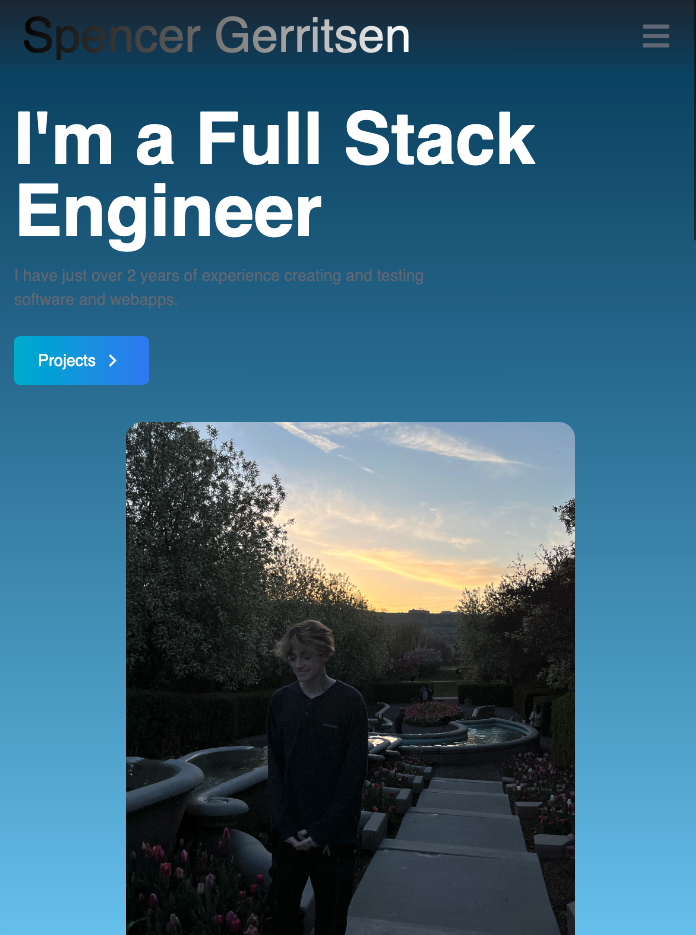 Spencer Gerritsen
I'm a Full Stack
Engineer
I have just over 2 years of experience creating and testing
software and webapps.
Projects